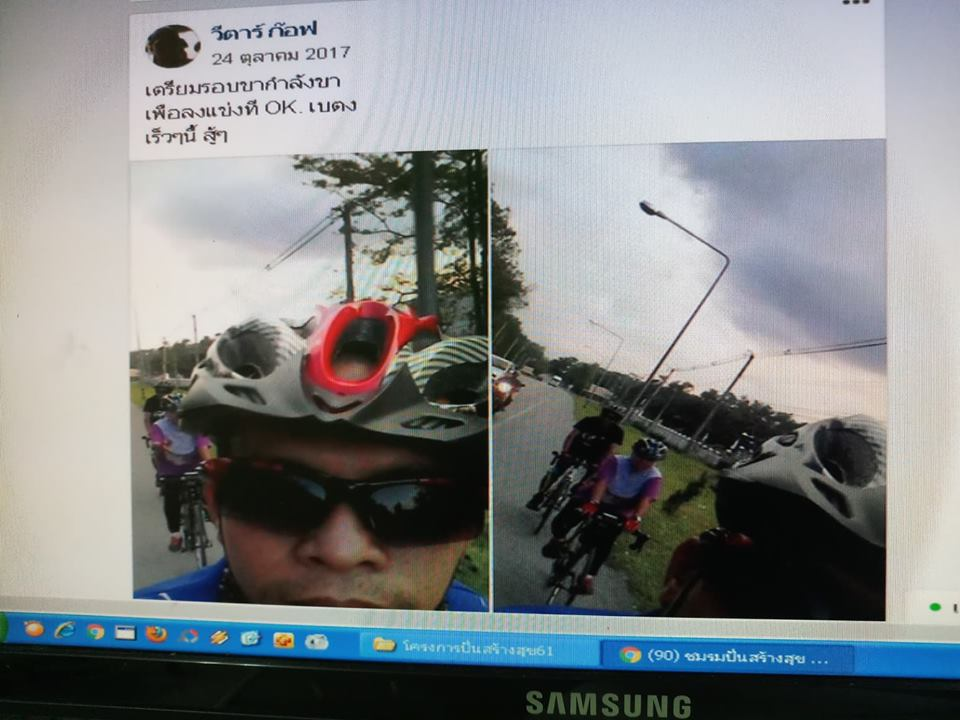 วีดาร์ ก๊อฟ
24 ตุลาคม 2017
เตรียมรอบขากำลังขา
เพื่อลงแข่งที่ OK. เบตง
เร็วๆนี้ สู้ๆ
โครงการปั่นสร้างสุข61
(90) ชมรมปั่นสร้างสุข ...
SAMSUNG